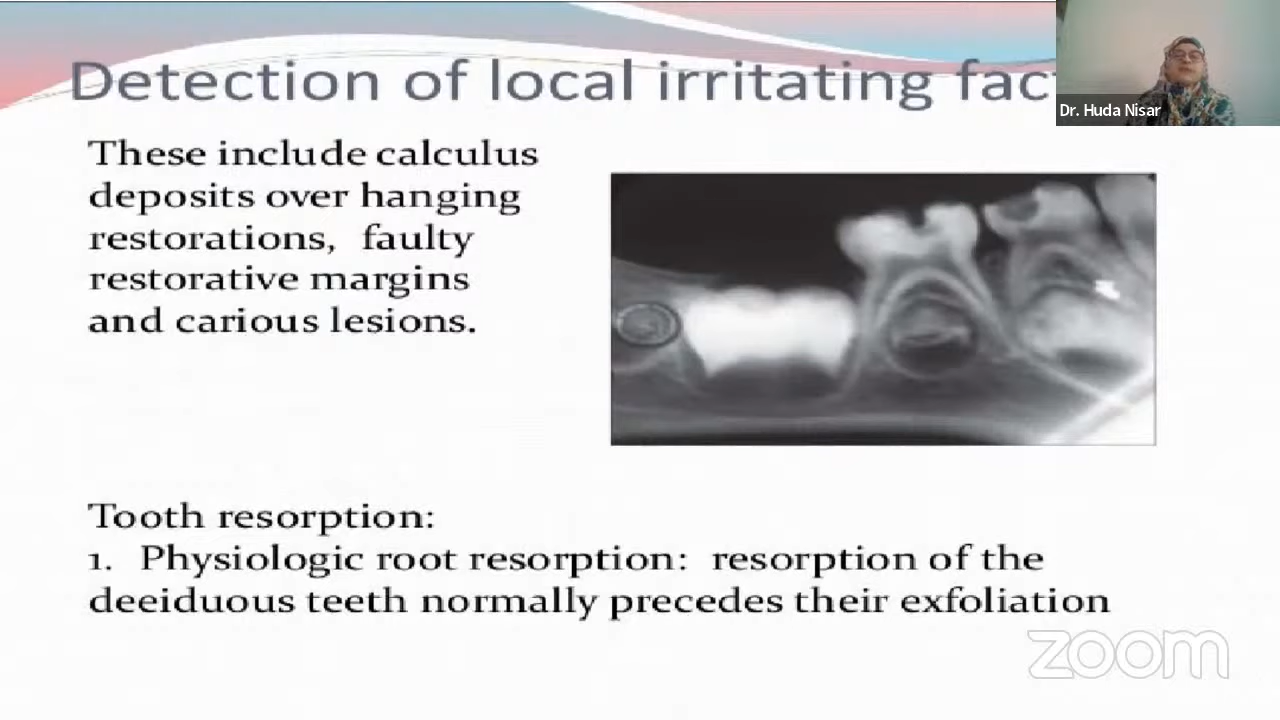 Detection of local irritating fac
Dr. Huda Nisar
These include calculus
deposits over hanging
restorations, faulty
restorative margins
and carious lesions.
Tooth resorption:
1. Physiologic root resorption: resorption of the
deeiduous teeth normally precedes their exfoliation
zoom